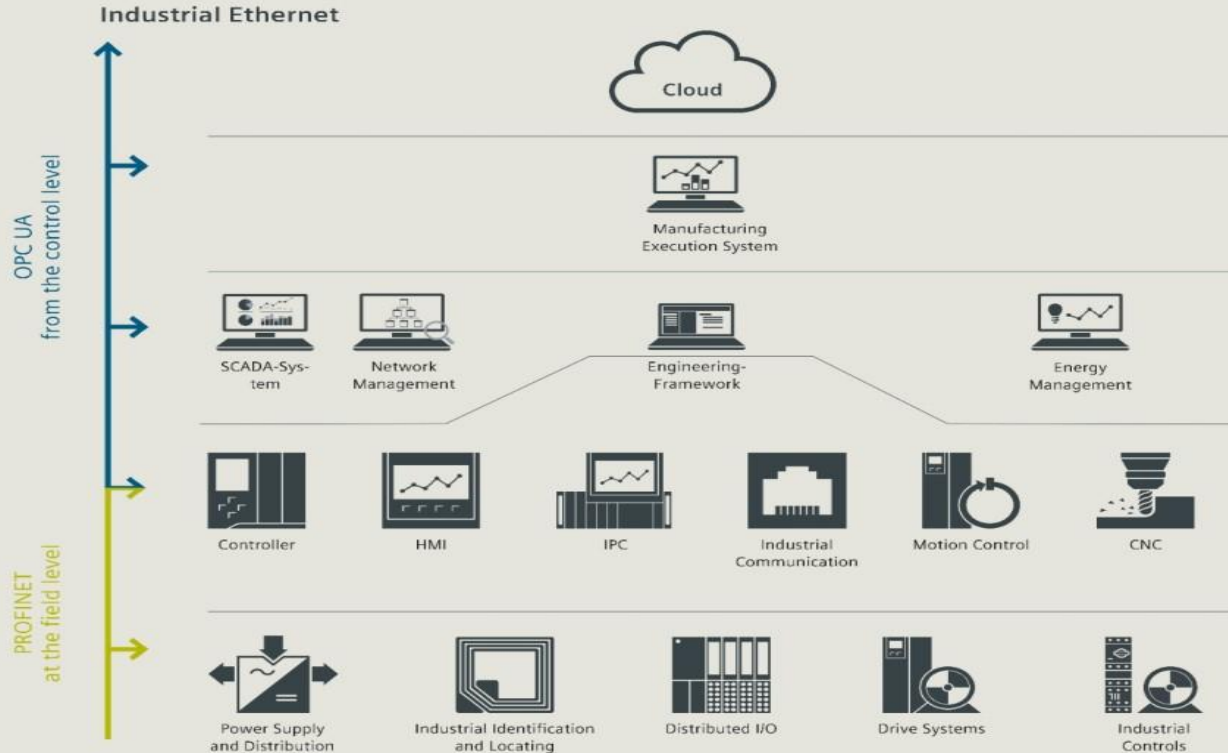 Industrial Ethernet
Cloud
OPC UA
from the control level
Manufacturing
Execution System
SCADA-Sys-
tem
Network
Management
Engineering-
Framework
Energy
Management
Controller
HMI
IPC
Industrial
Communication
Motion Control
CNC
PROFINET
at the field level
Power Supply
and Distribution
Industrial Identification
and Locating
Distributed I/O
Drive Systems
Industrial
Controls